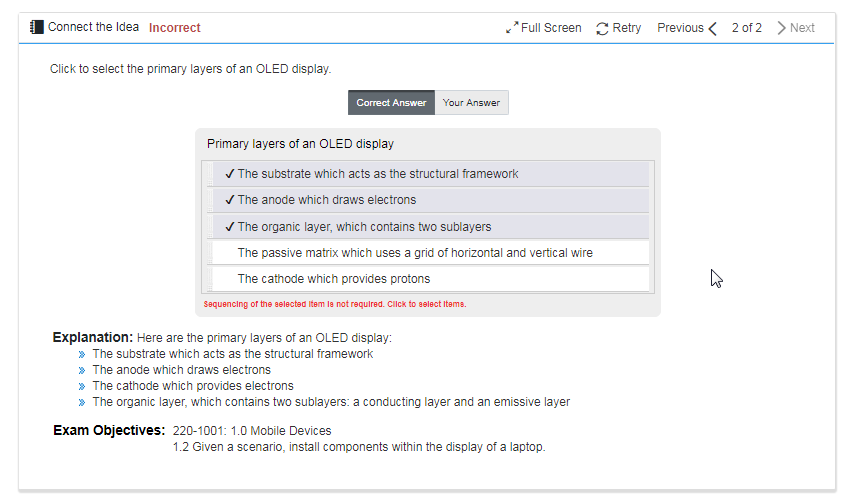 Connect the Idea Incorrect Full Screen Retry Previous 2 of 2 Next
Click to select the primary layers of an OLED display.
Correct Answer Your Answer
Primary layers of an OLED display
✓ The substrate which acts as the structural framework
✓ The anode which draws electrons
✓ The organic layer, which contains two sublayers
The passive matrix which uses a grid of horizontal and vertical wire
The cathode which provides protons
Sequencing of the selected item is not required. Click to select items.
Explanation: Here are the primary layers of an OLED display:
» The substrate which acts as the structural framework
» The anode which draws electrons
» The cathode which provides electrons
» The organic layer, which contains two sublayers: a conducting layer and an emissive layer
Exam Objectives: 220-1001: 1.0 Mobile Devices
1.2 Given a scenario, install components within the display of a laptop.